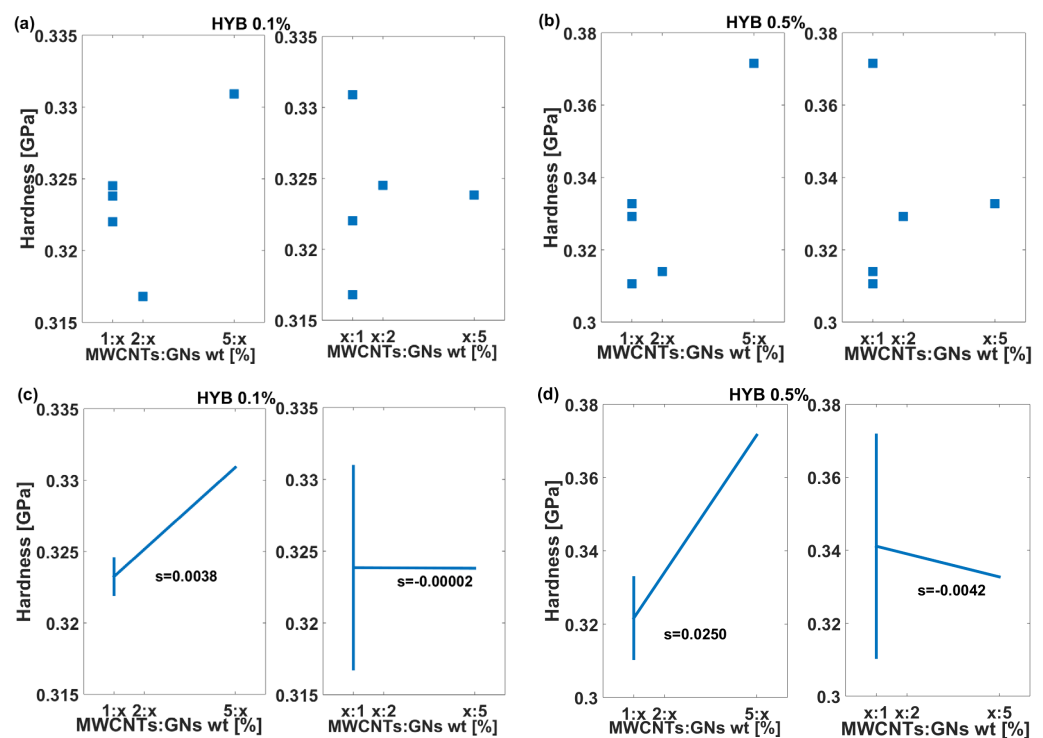 (a)
HYB 0.1%
Hardness [GPa]
0.335
0.33
0.325
0.32
0.315
1:x 2:x 5:x
MWCNTs:GNs wt [%]
0.335
0.33
0.325
0.32
0.315
x:1 x:2 x:5
MWCNTs:GNs wt [%]
(b)
HYB 0.5%
Hardness [GPa]
0.38
0.36
0.34
0.32
0.3
1:x 2:x 5:x
MWCNTs:GNs wt [%]
0.38
0.36
0.34
0.32
0.3
x:1 x:2 x:5
MWCNTs:GNs wt [%]
(c)
HYB 0.1%
Hardness [GPa]
0.335
0.33
0.325
0.32
0.315
s=0.0038
1:x 2:x 5:x
MWCNTs:GNs wt [%]
0.335
0.33
0.325
0.32
0.315
s=-0.00002
x:1 x:2 x:5
MWCNTs:GNs wt [%]
(d)
HYB 0.5%
Hardness [GPa]
0.38
0.36
0.34
0.32
0.3
s=0.0250
1:x 2:x 5:x
MWCNTs:GNs wt [%]
0.38
0.36
0.34
0.32
0.3
s=-0.0042
x:1 x:2 x:5
MWCNTs:GNs wt [%]